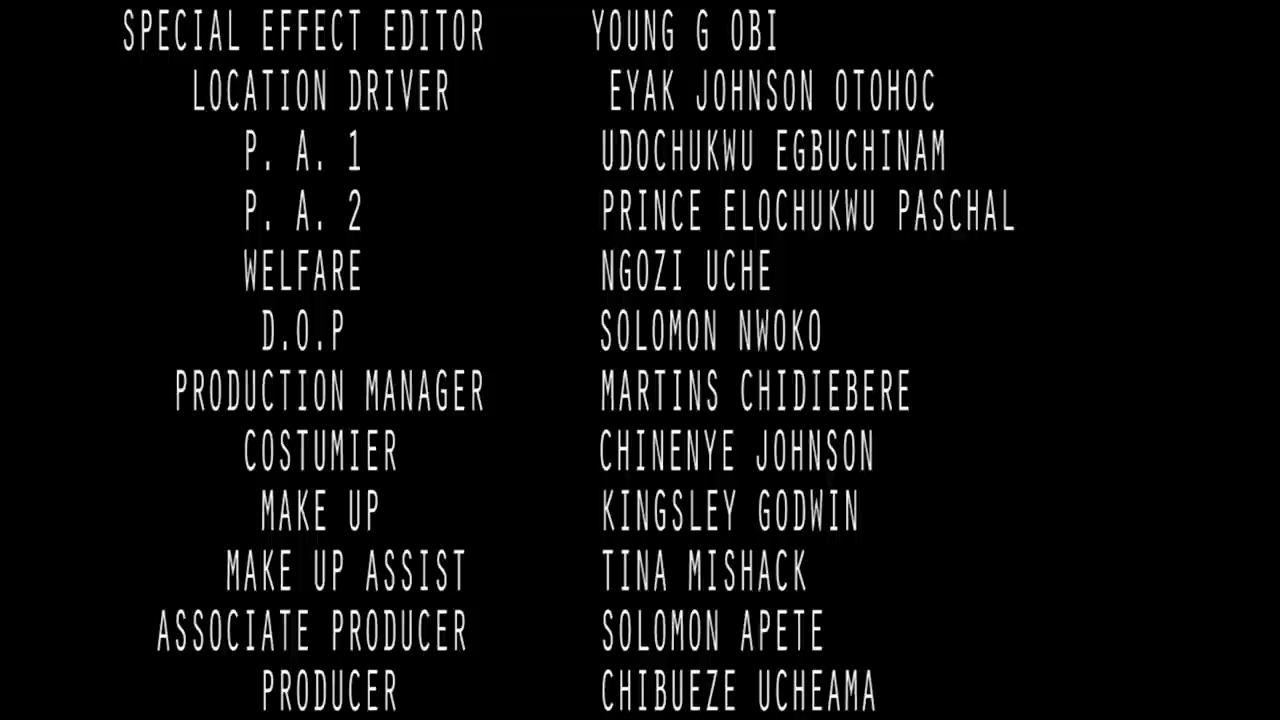 SPECIAL EFFECT EDITOR YOUNG G OBI
LOCATION DRIVER EYAK JOHNSON OTOHOC
P. A. 1 UDOCHUKWU EGBUCHINAM
P. A. 2 PRINCE ELOCHUKWU PASCHAL
WELFARE NGOZI UCHE
D.O.P SOLOMON NWOKO
PRODUCTION MANAGER MARTINS CHIDIEBERE
COSTUMIER CHINENYE JOHNSON
MAKE UP KINGSLEY GODWIN
MAKE UP ASSIST TINA MISHACK
ASSOCIATE PRODUCER SOLOMON APETE
PRODUCER CHIBUEZE UCHEAMA